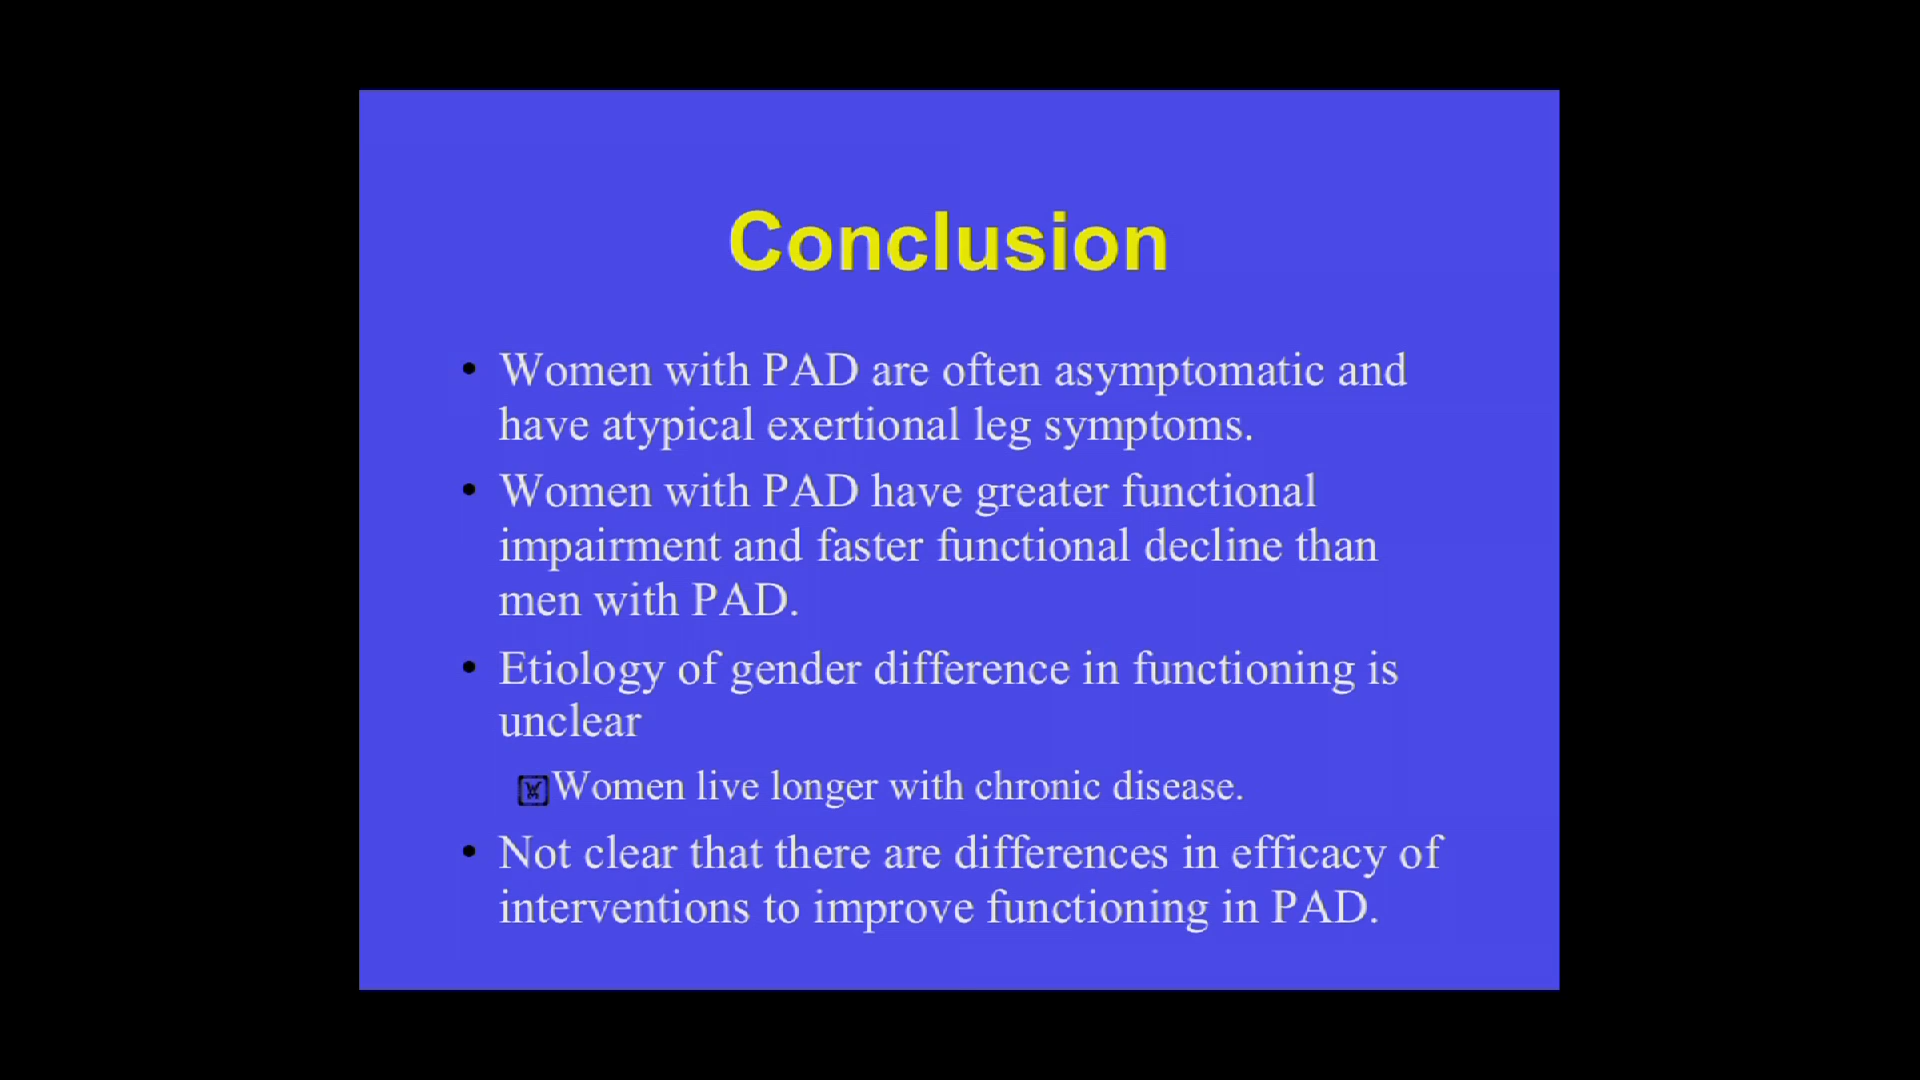 Conclusion
• Women with PAD are often asymptomatic and
have atypical exertional leg symptoms.
• Women with PAD have greater functional
impairment and faster functional decline than
men with PAD.
• Etiology of gender difference in functioning is
unclear
Women live longer with chronic disease.
• Not clear that there are differences in efficacy of
interventions to improve functioning in PAD.